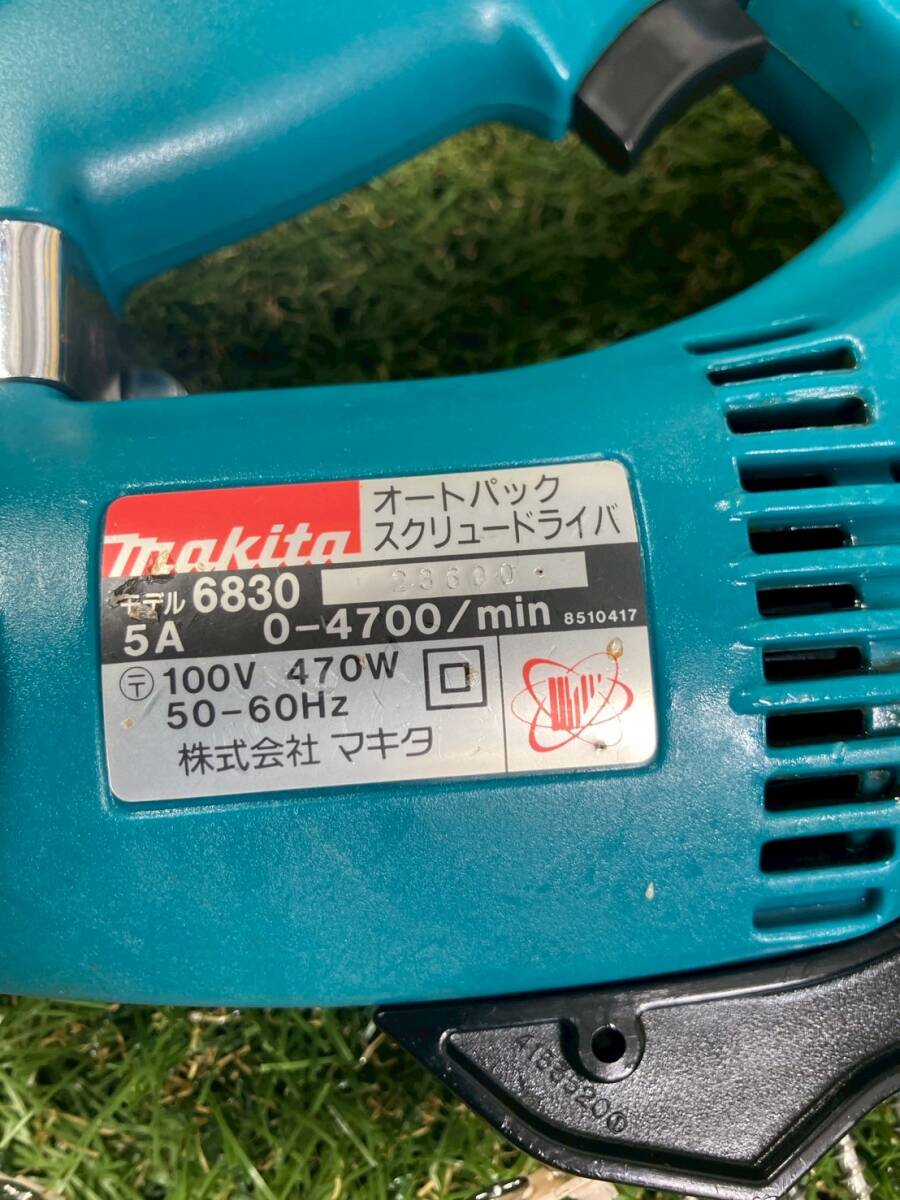 makita
オートパック
スクリュードライバ
モデル 6830 23600
5A 0-4700/min 8510417
〒 100V 470W
50-60Hz
株式会社 マキタ